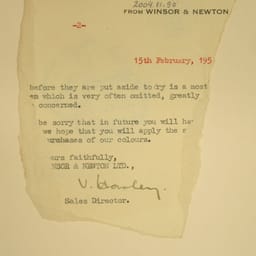 2004.11.50
FROM WINSOR & NEWTON
-2-
15th February, 195
before they are put aside to dry is a most
em which is very often omitted, greatly
concerned.
be sorry that in future you will ha
we hope that you will apply the s
urchases of our colours.
urs faithfully,
NSOR & NEWTON LTD.,
Sales Director.